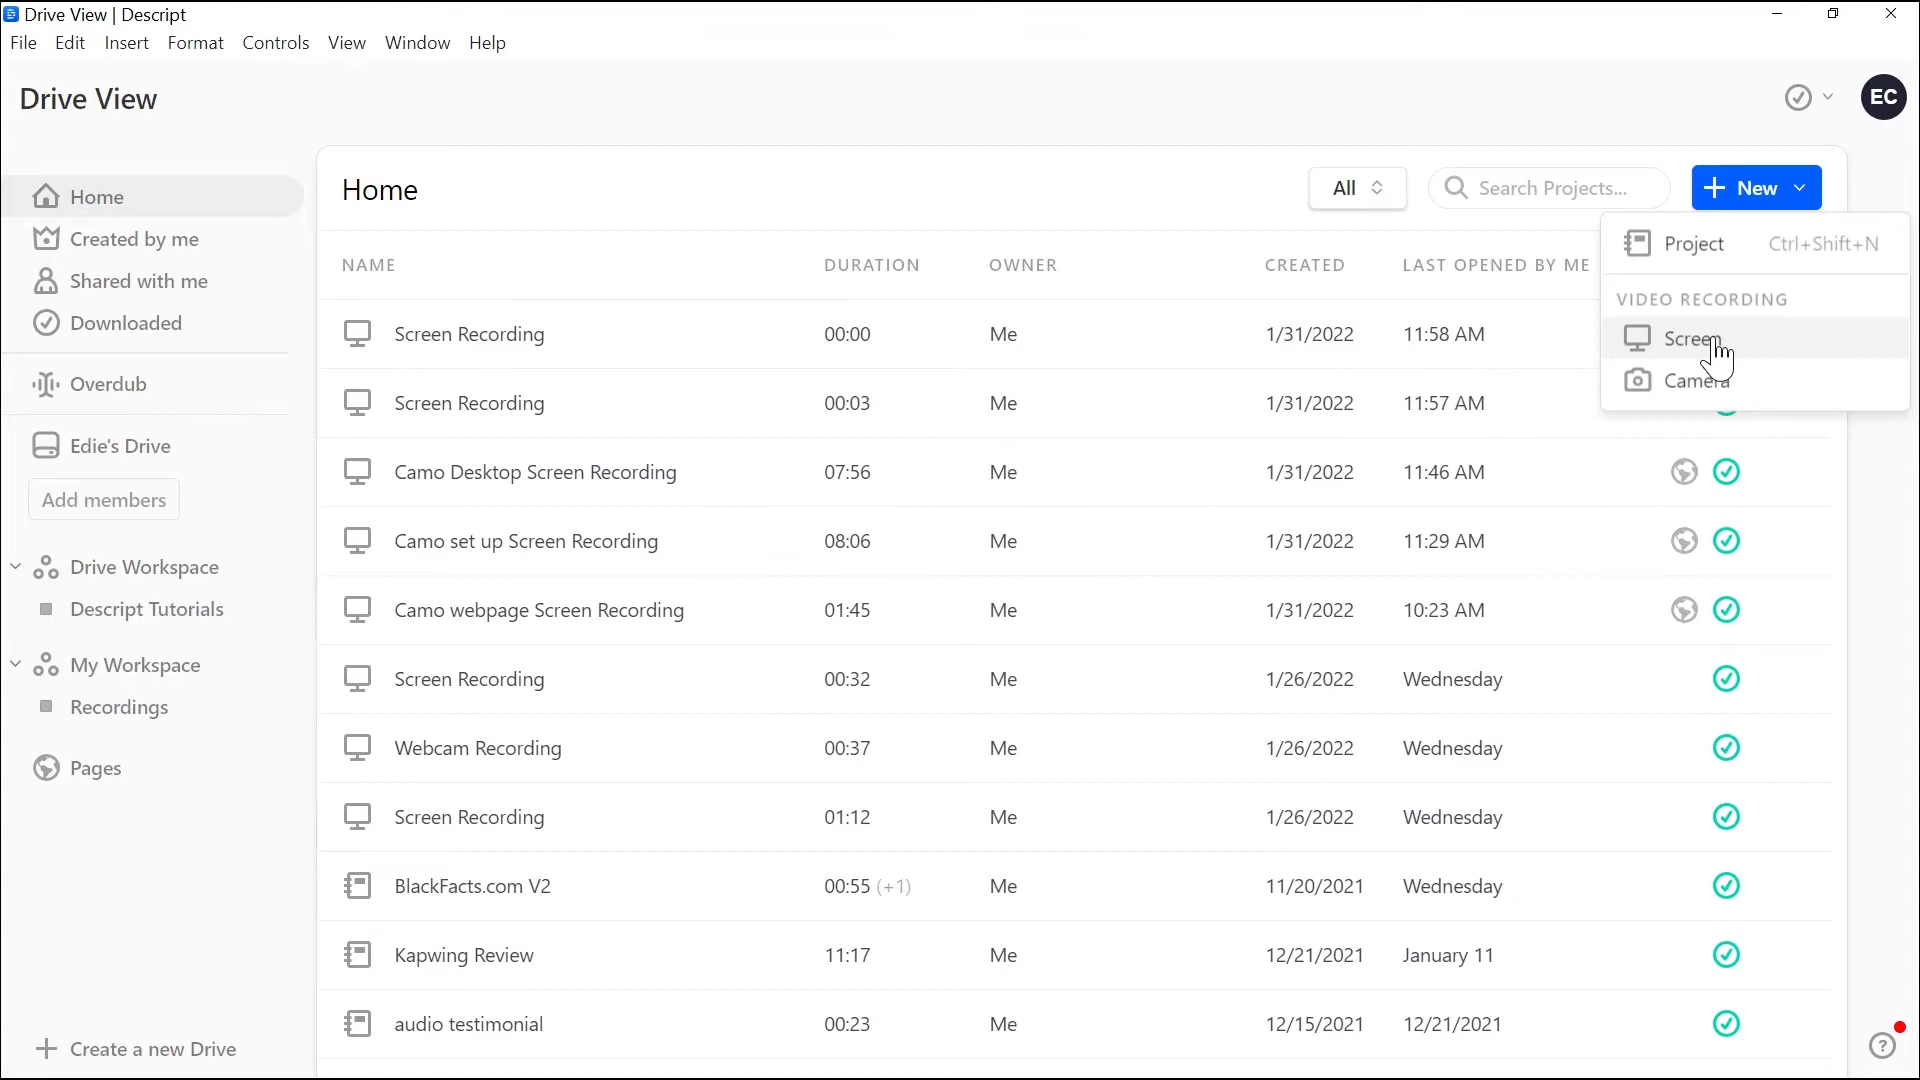 Drive View | Descript
File Edit Insert Format Controls View Window Help
Drive View
EC
Home
Created by me
Shared with me
Downloaded
Overdub
Edie's Drive
Add members
Drive Workspace
Descript Tutorials
My Workspace
Recordings
Pages
Create a new Drive
Home All Search Projects... New
Project Ctrl+Shift+N
VIDEO RECORDING
Screen
Camera
NAME DURATION OWNER CREATED LAST OPENED BY ME
Screen Recording 00:00 Me 1/31/2022 11:58 AM
Screen Recording 00:03 Me 1/31/2022 11:57 AM
Camo Desktop Screen Recording 07:56 Me 1/31/2022 11:46 AM
Camo set up Screen Recording 08:06 Me 1/31/2022 11:29 AM
Camo webpage Screen Recording 01:45 Me 1/31/2022 10:23 AM
Screen Recording 00:32 Me 1/26/2022 Wednesday
Webcam Recording 00:37 Me 1/26/2022 Wednesday
Screen Recording 01:12 Me 1/26/2022 Wednesday
BlackFacts.com V2 00:55 (+1) Me 11/20/2021 Wednesday
Kapwing Review 11:17 Me 12/21/2021 January 11
audio testimonial 00:23 Me 12/15/2021 12/21/2021